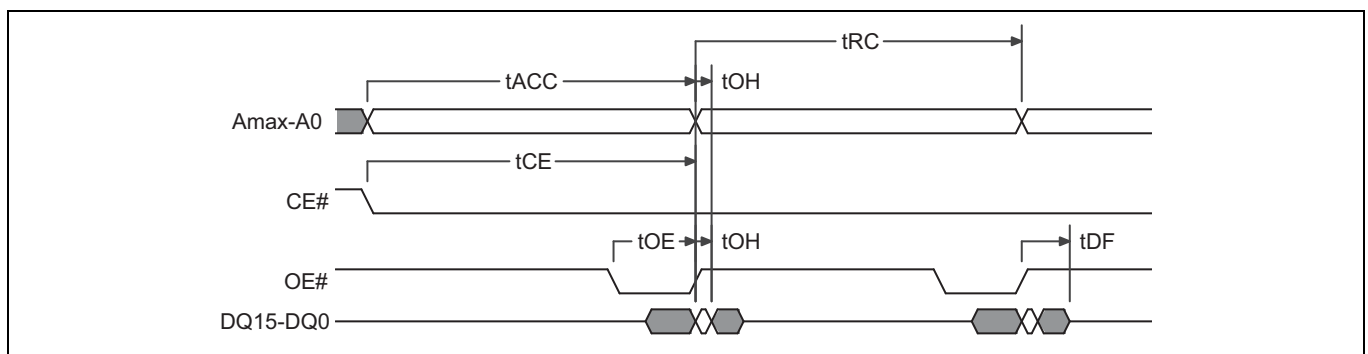 tRC
tACC
tOH
Amax-A0
tCE
CE#
tOE
tOH
tDF
OE#
DQ15-DQ0